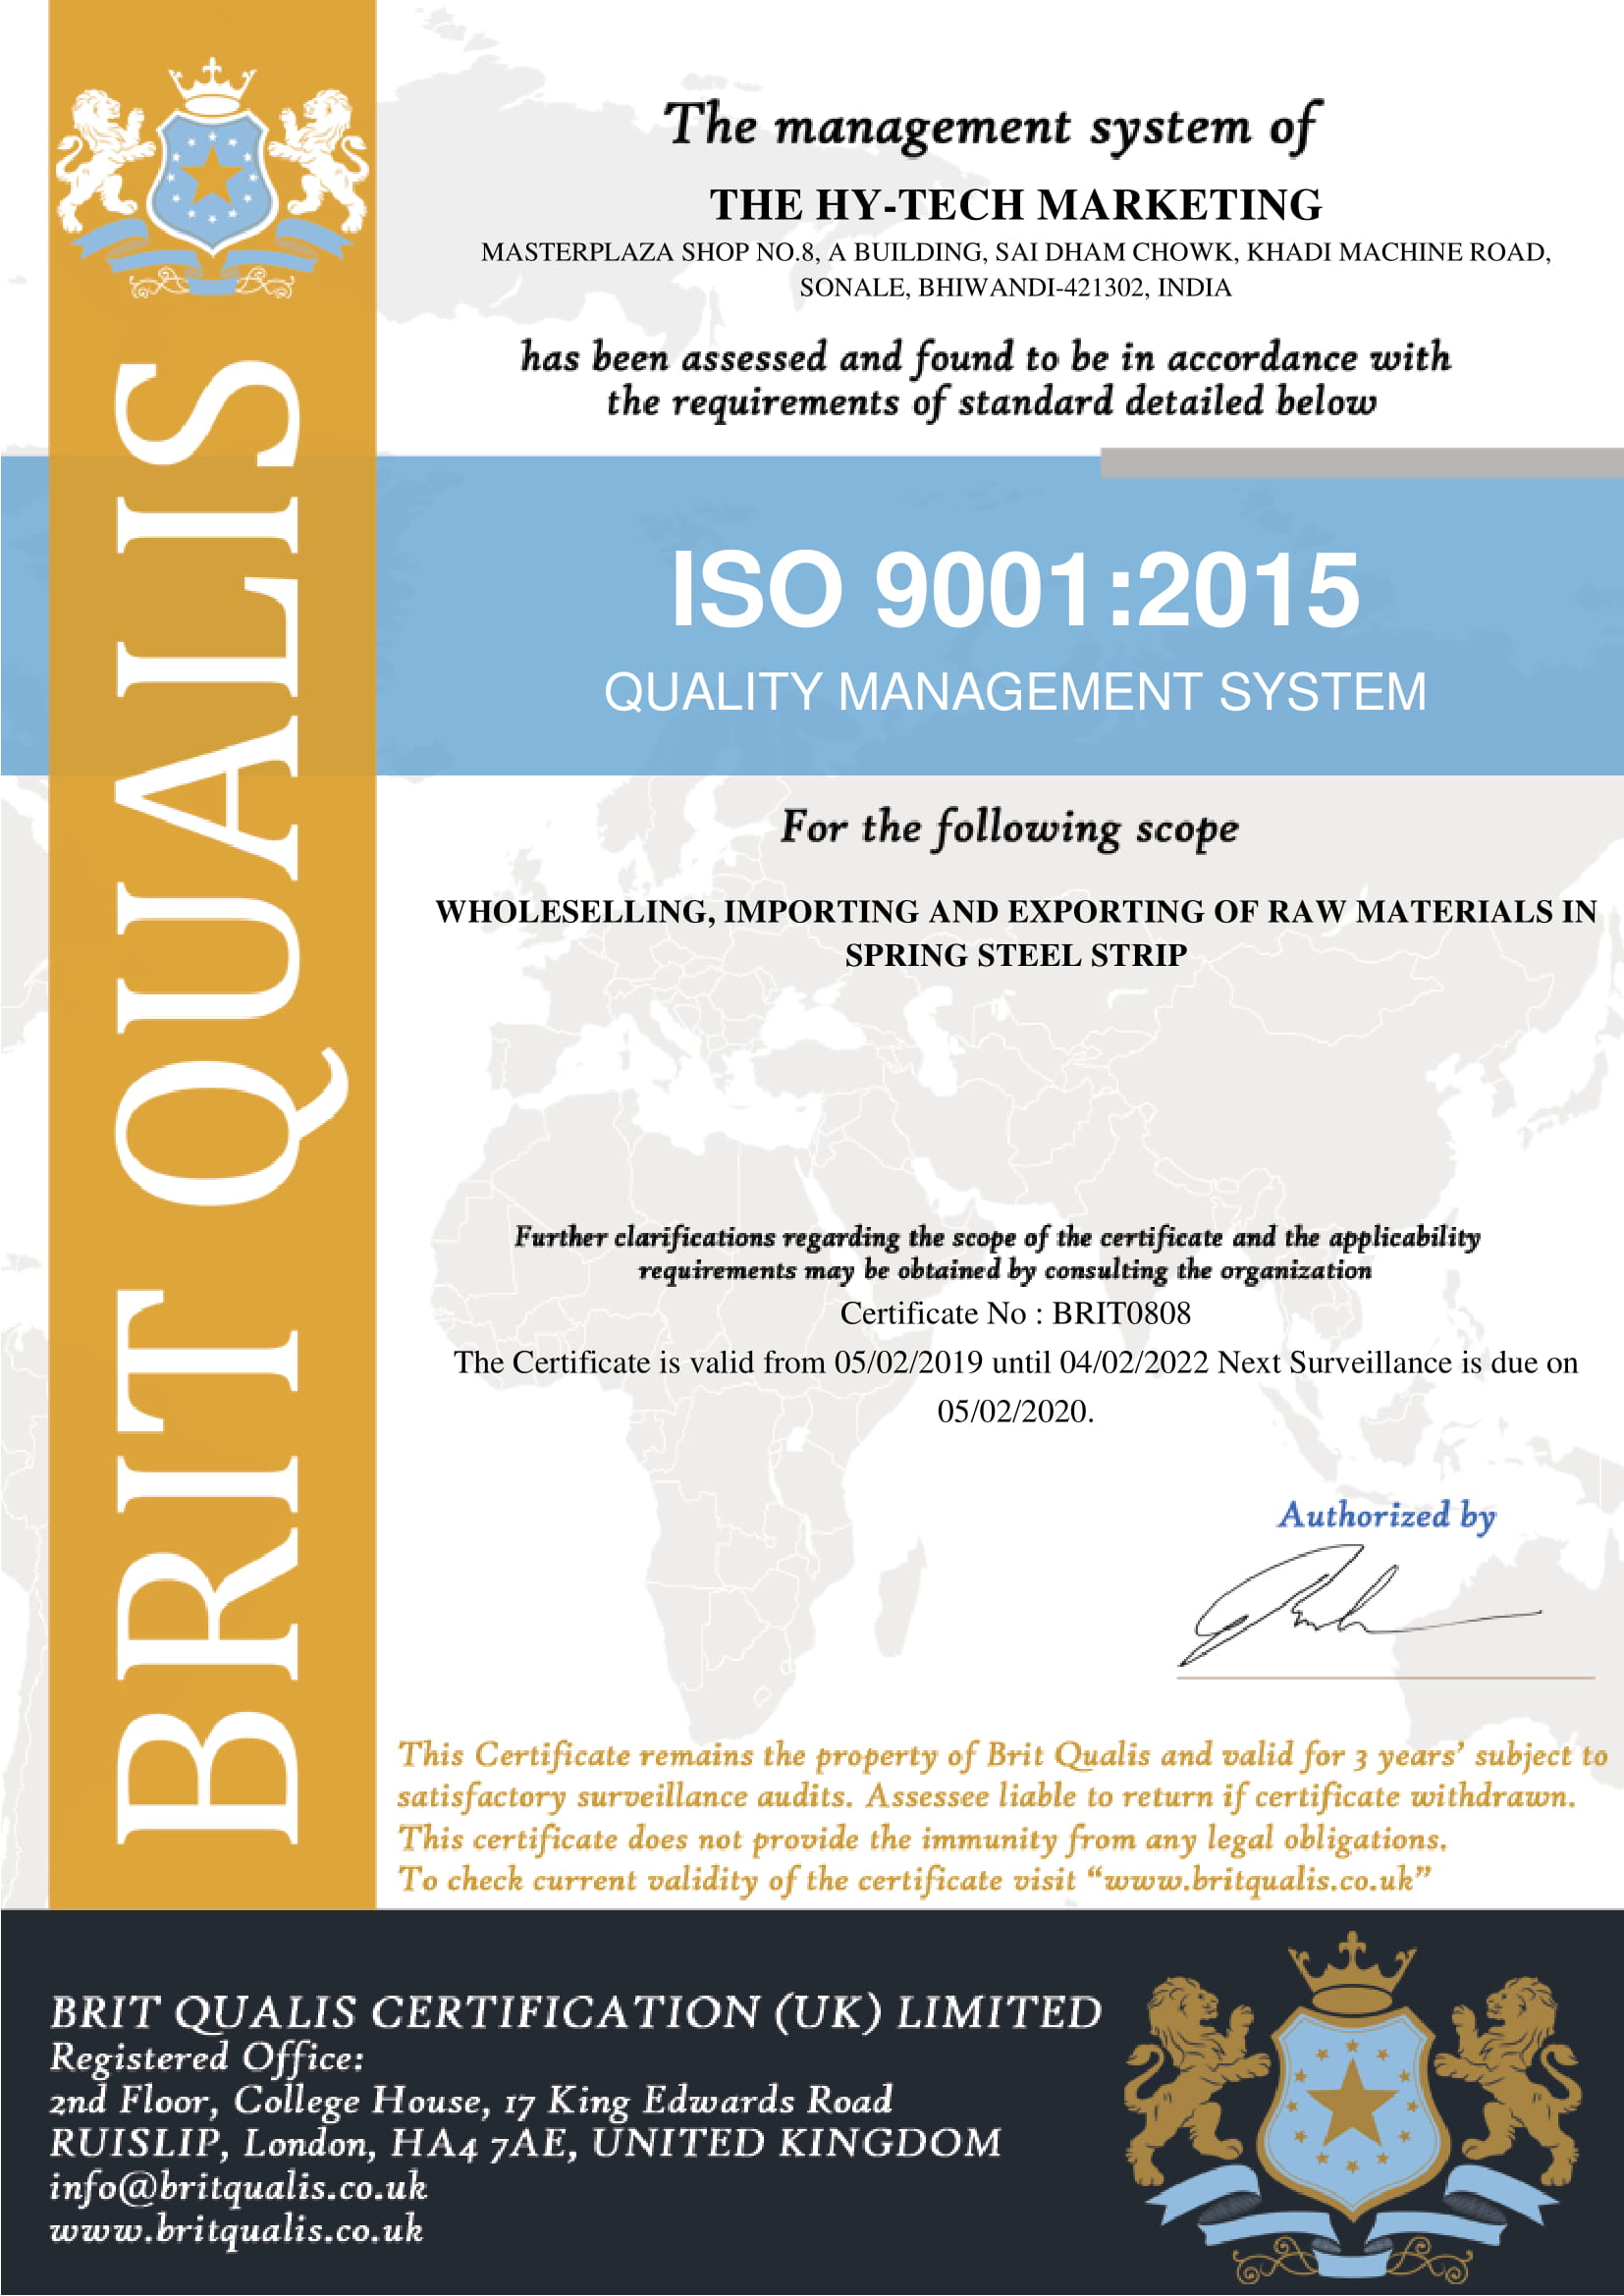 BRIT QUALIS
The management system of
THE HY-TECH MARKETING
MASTERPLAZA SHOP NO.8, A BUILDING, SAI DHAM CHOWK, KHADI MACHINE ROAD,
SONALE, BHIWANDI-421302, INDIA
has been assessed and found to be in accordance with
the requirements of standard detailed below
ISO 9001:2015
QUALITY MANAGEMENT SYSTEM
For the following scope
WHOLESELLING, IMPORTING AND EXPORTING OF RAW MATERIALS IN
SPRING STEEL STRIP
Further clarifications regarding the scope of the certificate and the applicability
requirements may be obtained by consulting the organization
Certificate No : BRIT0808
The Certificate is valid from 05/02/2019 until 04/02/2022 Next Surveillance is due on
05/02/2020.
Authorized by
This Certificate remains the property of Brit Qualis and valid for 3 years’ subject to
satisfactory surveillance audits. Assessee liable to return if certificate withdrawn.
This certificate does not provide the immunity from any legal obligations.
To check current validity of the certificate visit “www.britqualis.co.uk”
BRIT QUALIS CERTIFICATION (UK) LIMITED
Registered Office:
2nd Floor, College House, 17 King Edwards Road
RUISLIP, London, HA4 7AE, UNITED KINGDOM
info@britqualis.co.uk
www.britqualis.co.uk